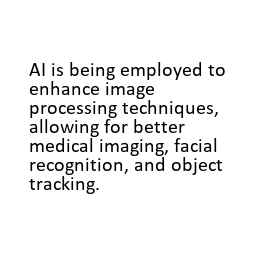 AI is being employed to
enhance image
processing techniques,
allowing for better
medical imaging, facial
recognition, and object
tracking.